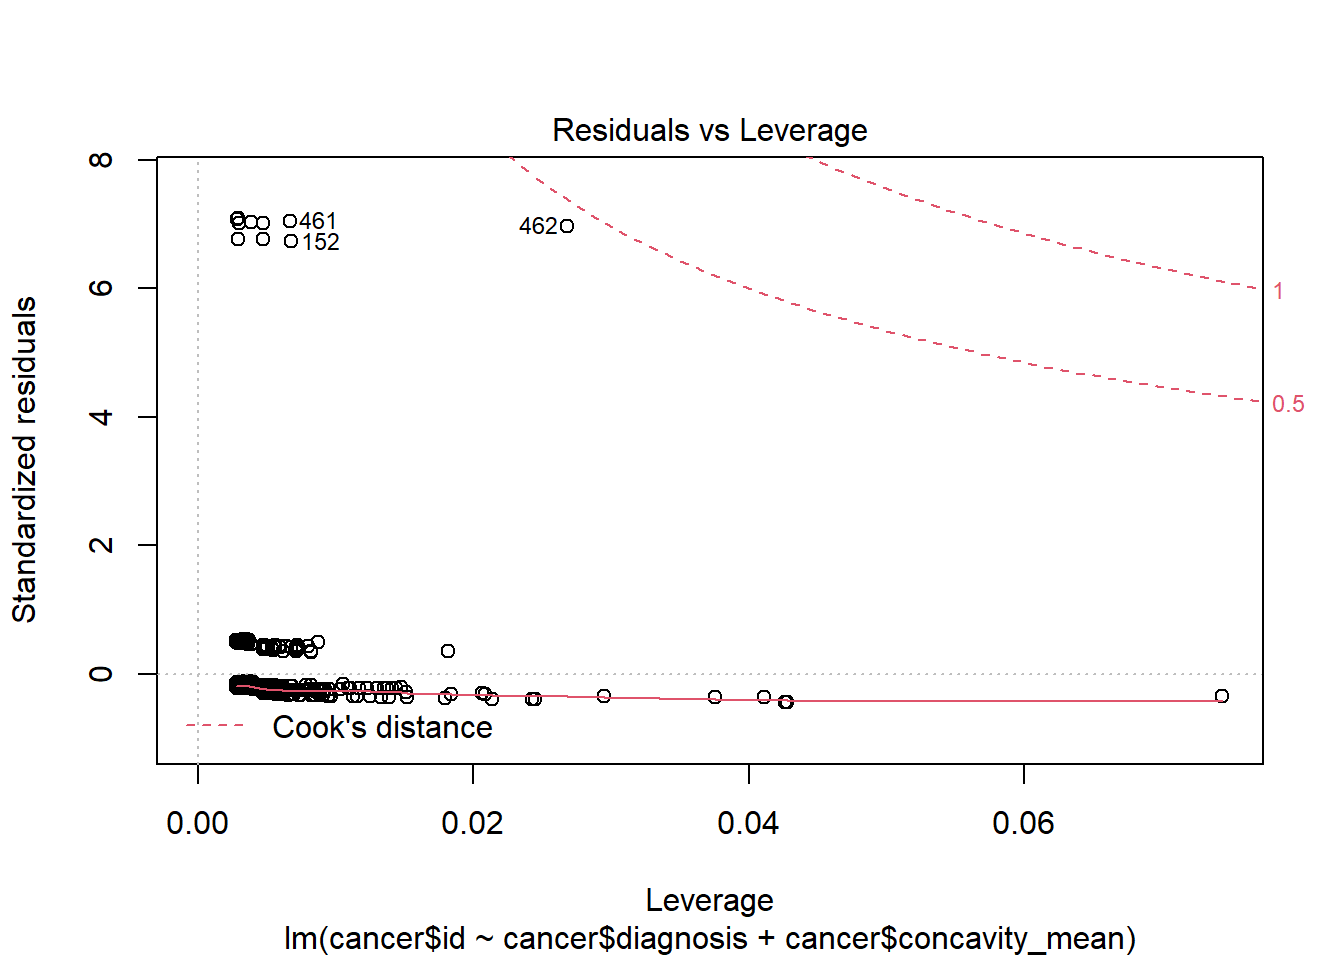 Residuals vs Leverage
Standardized residuals
8
6
4
2
0
461
152
462
1
0.5
Cook's distance
0.00
0.02
0.04
0.06
Leverage
lm(cancer$id ~ cancer$diagnosis + cancer$concavity_mean)